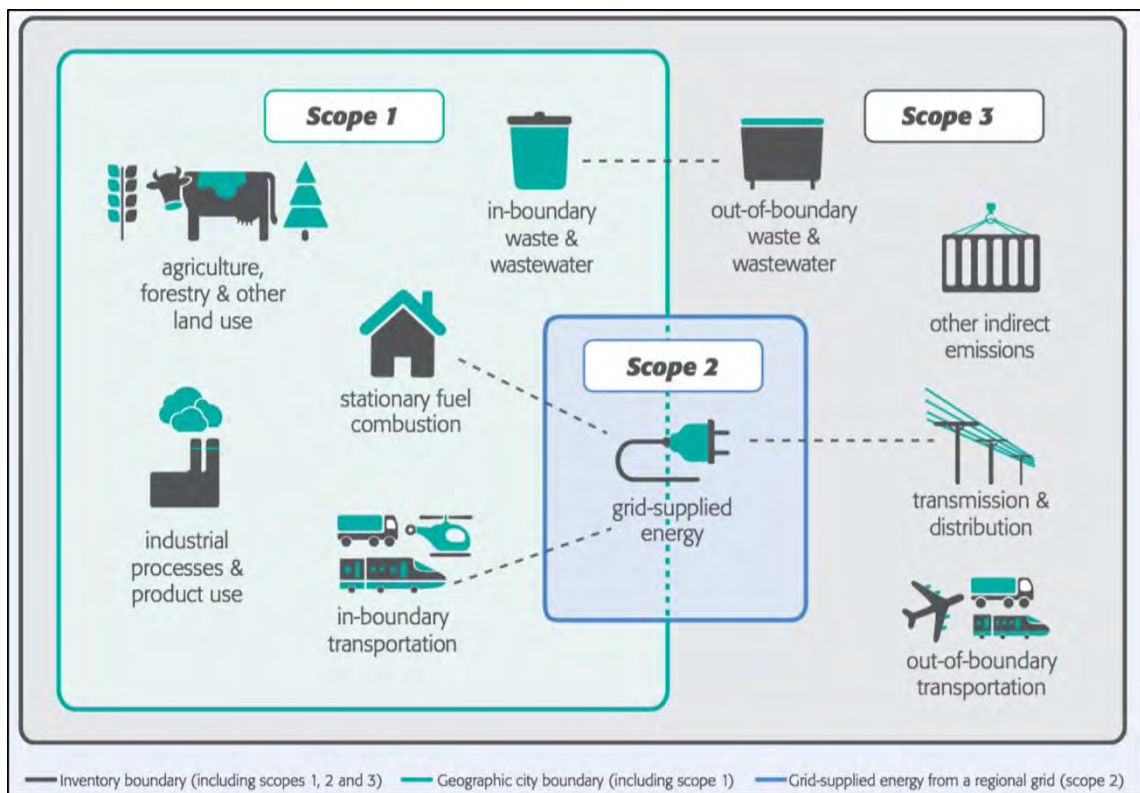 Scope 1
Scope 3
in-boundary
waste &
wastewater
out-of-boundary
waste &
wastewater
agriculture,
forestry & other
land use
other indirect
emissions
Scope 2
stationary fuel
combustion
grid-supplied
energy
transmission &
distribution
industrial
processes &
product use
in-boundary
transportation
out-of-boundary
transportation
Inventory boundary (including scopes 1, 2 and 3)
Geographic city boundary (including scope 1)
Grid-supplied energy from a regional grid (scope 2)